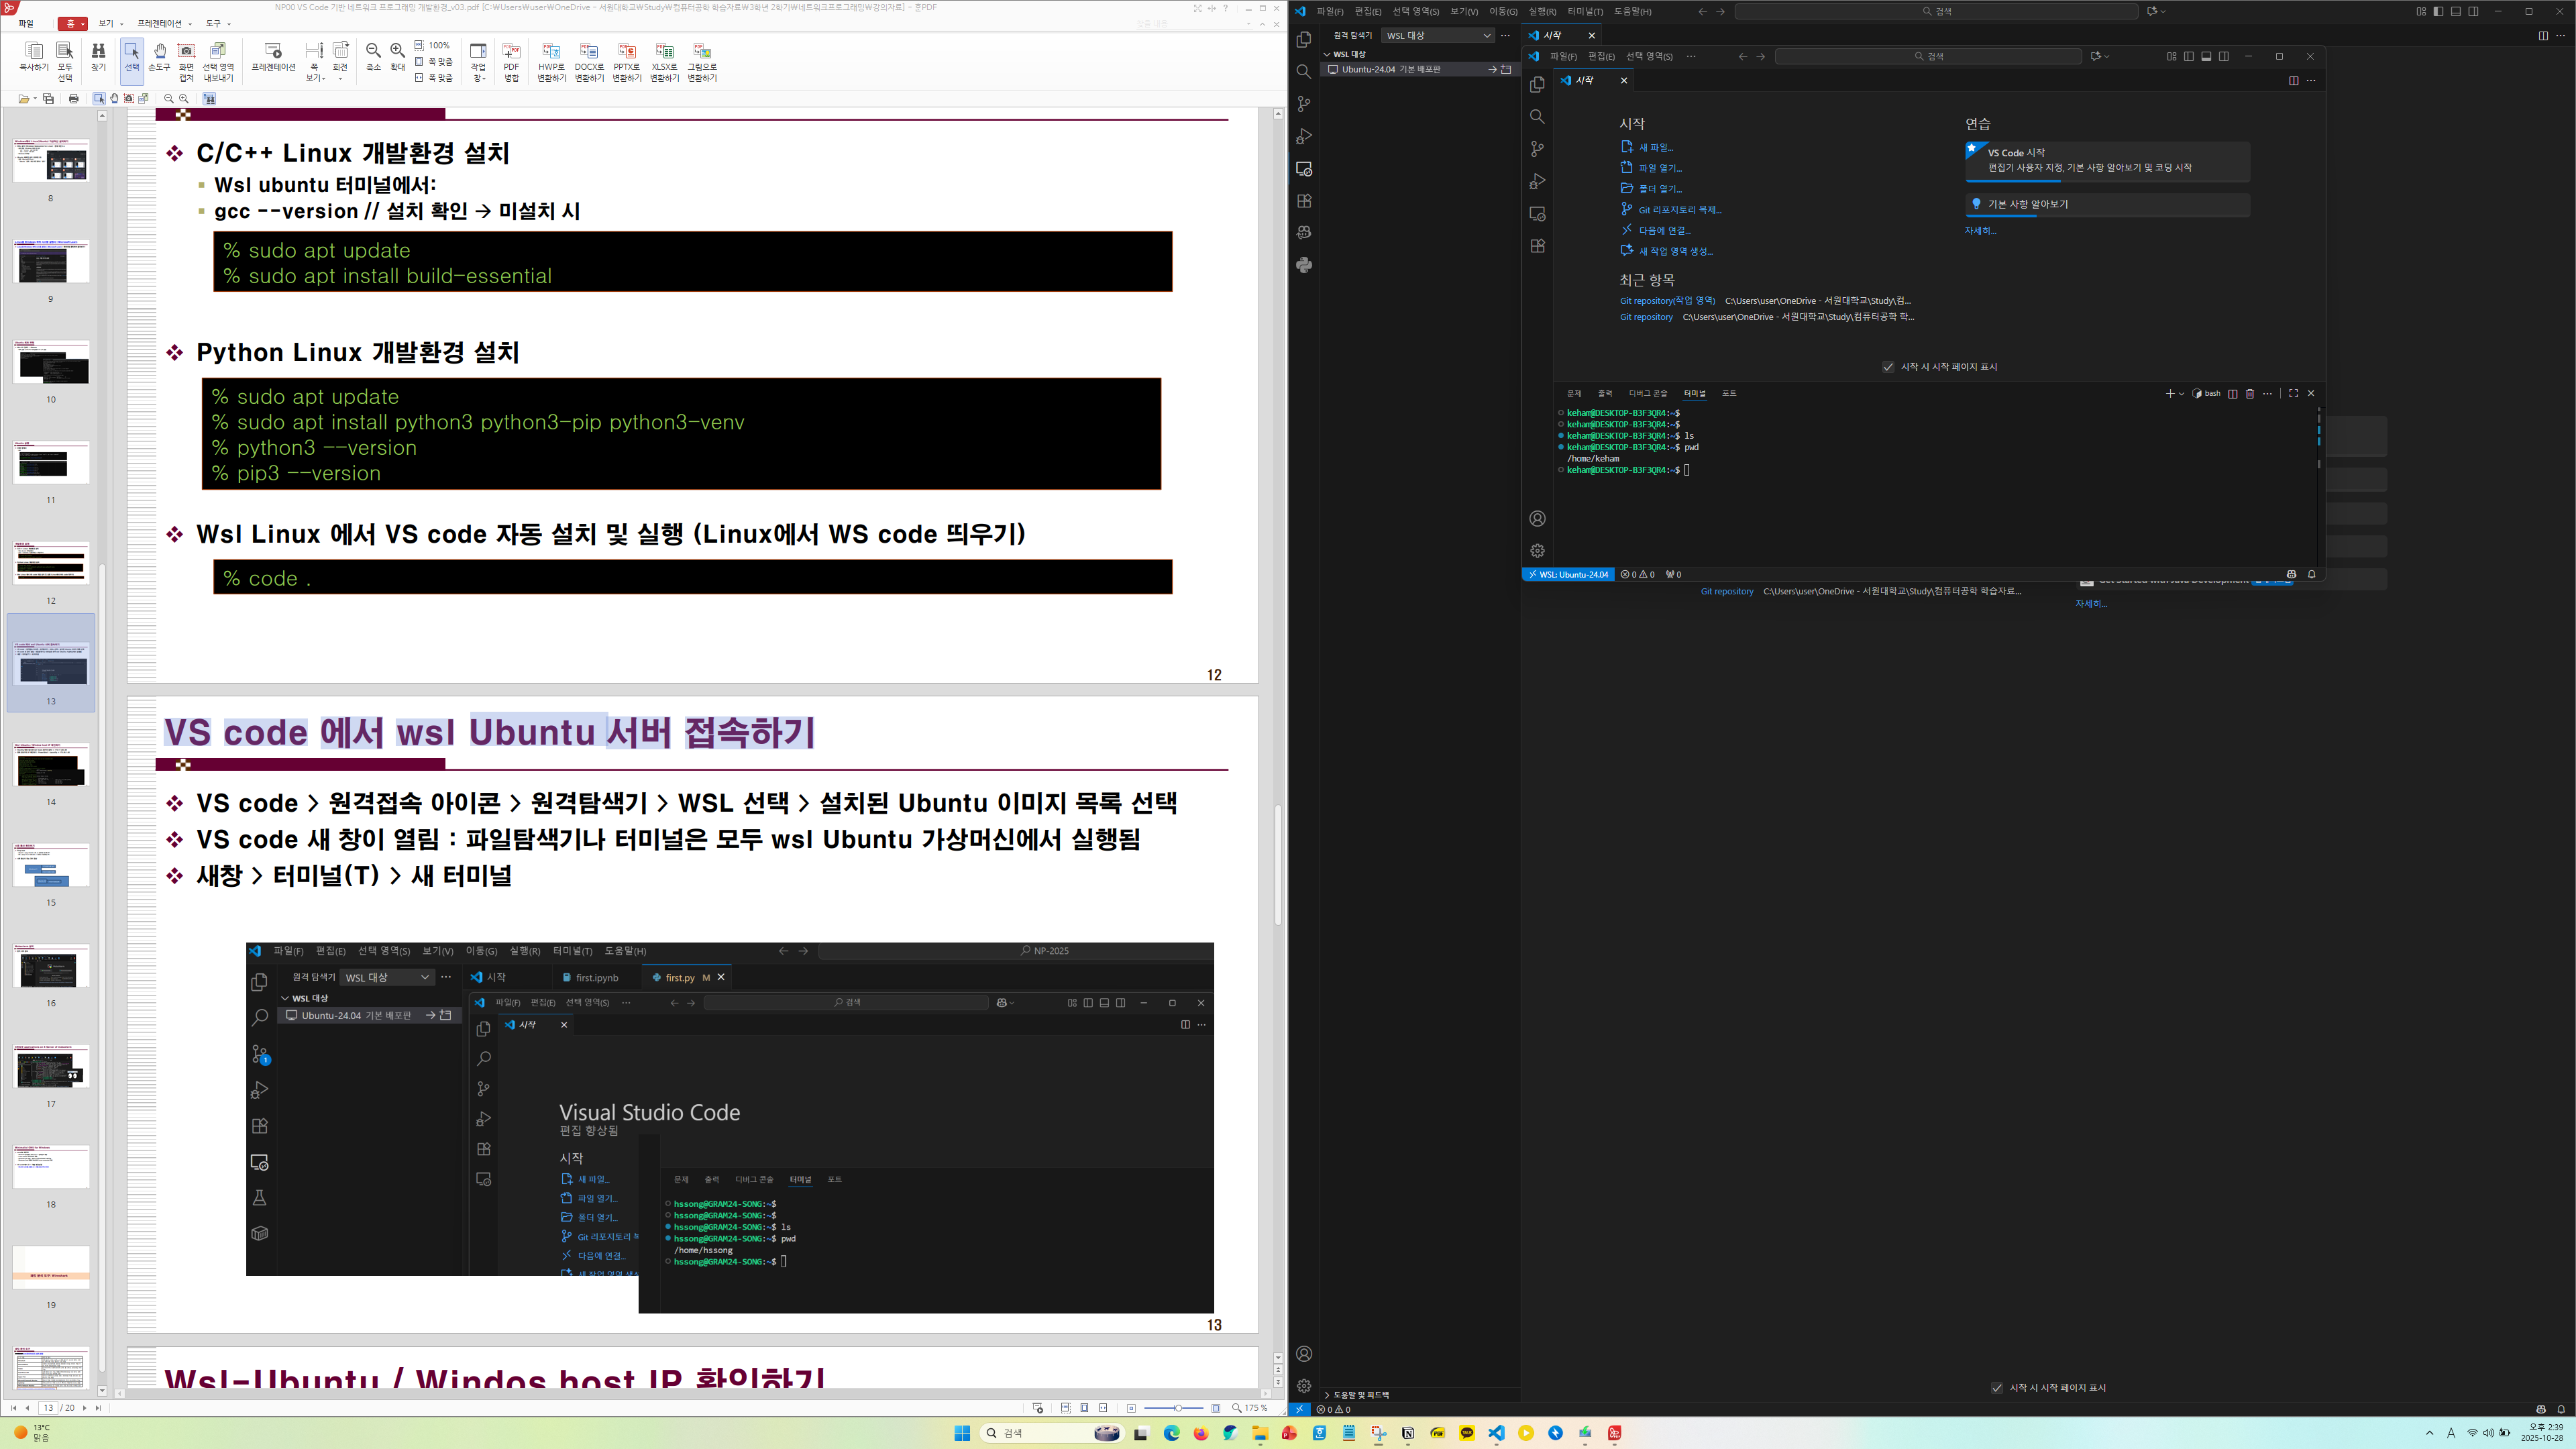 NP00 VS Code 기반 네트워크 프로그래밍 개발환경_v03.pdf [C:₩Users₩user₩OneDrive - 서원대학교₩Study₩컴퓨터공학 학습자료₩3학년 2학기₩네트워크프로그래밍₩강의자료] - 혼PDF
파일 홈 보기 프레젠테이션 도구
복사하기 모두 선택 찾기 선택 손도구 화면 캡처 선택 영역 내보내기 프레젠테이션 쪽 보기 회전 축소 확대 100% 쪽 맞춤 폭 맞춤 작업 창 PDF 병합 HWP로 변환하기 DOCX로 변환하기 PPTX로 변환하기 XLSX로 변환하기 그림으로 변환하기
8
9
10
11
12
13
14
15
16
17
18
19
C/C++ Linux 개발환경 설치
Wsl ubuntu 터미널에서:
gcc --version // 설치 확인 → 미설치 시
% sudo apt update
% sudo apt install build-essential
Python Linux 개발환경 설치
% sudo apt update
% sudo apt install python3 python3-pip python3-venv
% python3 --version
% pip3 --version
Wsl Linux 에서 VS code 자동 설치 및 실행 (Linux에서 WS code 띄우기)
% code .
12
VS code 에서 wsl Ubuntu 서버 접속하기
VS code > 원격접속 아이콘 > 원격탐색기 > WSL 선택 > 설치된 Ubuntu 이미지 목록 선택
VS code 새 창이 열림 : 파일탐색기나 터미널은 모두 wsl Ubuntu 가상머신에서 실행됨
새창 > 터미널(T) > 새 터미널
파일(F) 편집(E) 선택 영역(S) 보기(V) 이동(G) 실행(R) 터미널(T) 도움말(H) NP-2025
원격 탐색기 WSL 대상 시작 first.ipynb first.py M
WSL 대상
파일(F) 편집(E) 선택 영역(S) 검색
Ubuntu-24.04 기본 배포판
시작
1
Visual Studio Code
편집 향상됨
시작
새 파일...
파일 열기...
폴더 열기...
Git 리포지토리 복
다음에 연결...
새 작업 영역 생성
문제 출력 디버그 콘솔 터미널 포트
hssong@GRAM24-SONG:~$
hssong@GRAM24-SONG:~$
hssong@GRAM24-SONG:~$ ls
hssong@GRAM24-SONG:~$ pwd
/home/hssong
hssong@GRAM24-SONG:~$
13
Wsl-Ubuntu / Windos host IP 확인하기
13 / 20
175 %
파일(F) 편집(E) 선택 영역(S) 보기(V) 이동(G) 실행(R) 터미널(T) 도움말(H) 검색
원격 탐색기 WSL 대상 시작
WSL 대상
Ubuntu-24.04 기본 배포판
파일(F) 편집(E) 선택 영역(S) 검색
시작
시작
새 파일...
파일 열기...
폴더 열기...
Git 리포지토리 복제...
다음에 연결...
새 작업 영역 생성...
최근 항목
Git repository(작업 영역) C:\Users\user\OneDrive - 서원대학교\Study\컴...
Git repository C:\Users\user\OneDrive - 서원대학교\Study\컴퓨터공학 학...
연습
VS Code 시작
편집기 사용자 지정, 기본 사항 알아보기 및 코딩 시작
기본 사항 알아보기
자세히...
시작 시 시작 페이지 표시
문제 출력 디버그 콘솔 터미널 포트
bash
keham@DESKTOP-B3F3QR4:~$
keham@DESKTOP-B3F3QR4:~$
keham@DESKTOP-B3F3QR4:~$ ls
keham@DESKTOP-B3F3QR4:~$ pwd
/home/keham
keham@DESKTOP-B3F3QR4:~$
WSL: Ubuntu-24.04 0 0 0
Get Started with Java Development
Git repository C:\Users\user\OneDrive - 서원대학교\Study\컴퓨터공학 학습자료...
자세히...
시작 시 시작 페이지 표시
도움말 및 피드백
0 0
13°C
맑음
검색
A
오후 2:39
2025-10-28